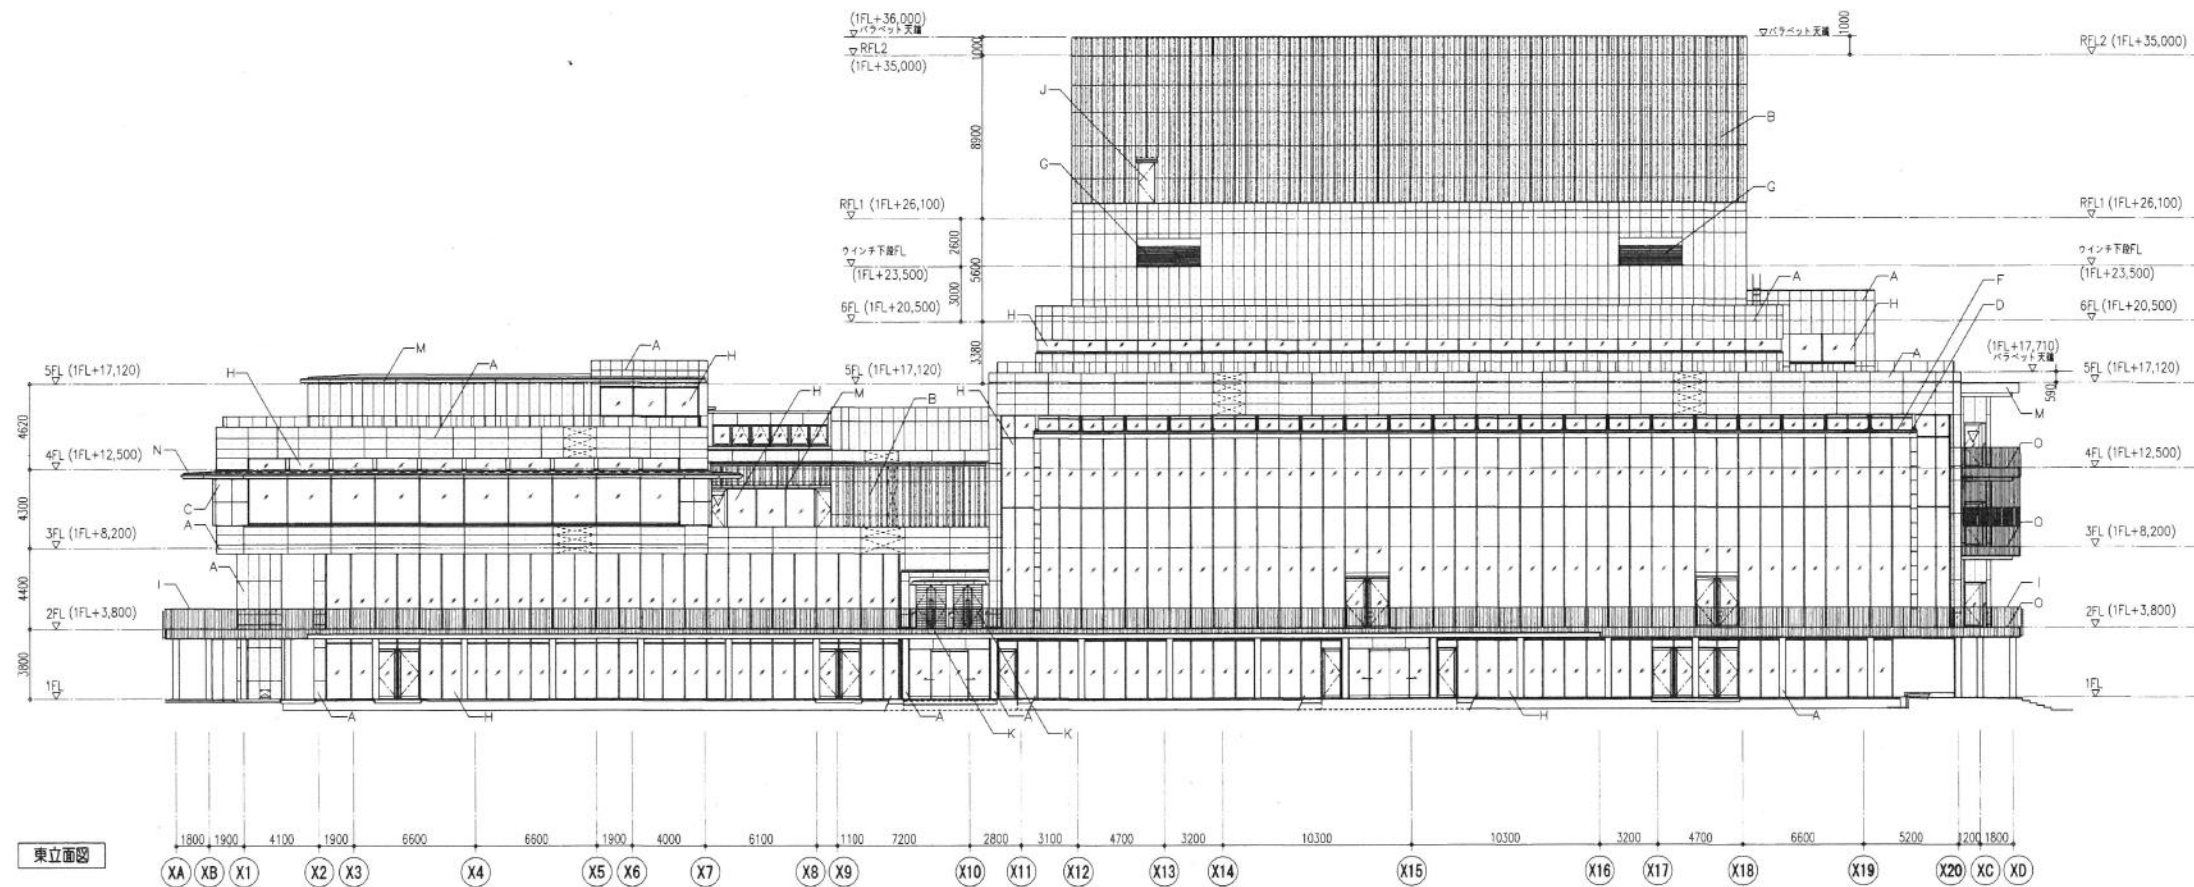 (1FL+36,000)
▽パラペット天端
▽RFL2
(1FL+35,000)
1000
▽パラペット天端
1000
RFL2 (1FL+35,000)
J
B
8900
G
G
RFL1 (1FL+26,100)
RFL1 (1FL+26,100)
2600
ウインチ下段FL
(1FL+23,500)
5600
ウインチ下段FL
(1FL+23,500)
3000
A
A
F
6FL (1FL+20,500)
H
H
6FL (1FL+20,500)
D
3380
M
A
A
H
A
(1FL+17,710)
パラペット天端
5FL (1FL+17,120)
H
5FL (1FL+17,120)
H
5FL (1FL+17,120)
590
M
B
H
M
4620
4FL (1FL+12,500)
N
O
4FL (1FL+12,500)
C
4300
A
O
3FL (1FL+8,200)
3FL (1FL+8,200)
A
4400
I
I
O
2FL (1FL+3,800)
2FL (1FL+3,800)
3800
1FL
1FL
A
H
A
A
H
A
K
K
1800 1900 4100 1900 6600 6600 1900 4000 6100 1100 7200 2800 3100 4700 3200 10300 10300 3200 4700 6600 5200 1200 1800
東立面図
XA XB X1 X2 X3 X4 X5 X6 X7 X8 X9 X10 X11 X12 X13 X14 X15 X16 X17 X18 X19 X20 XC XD